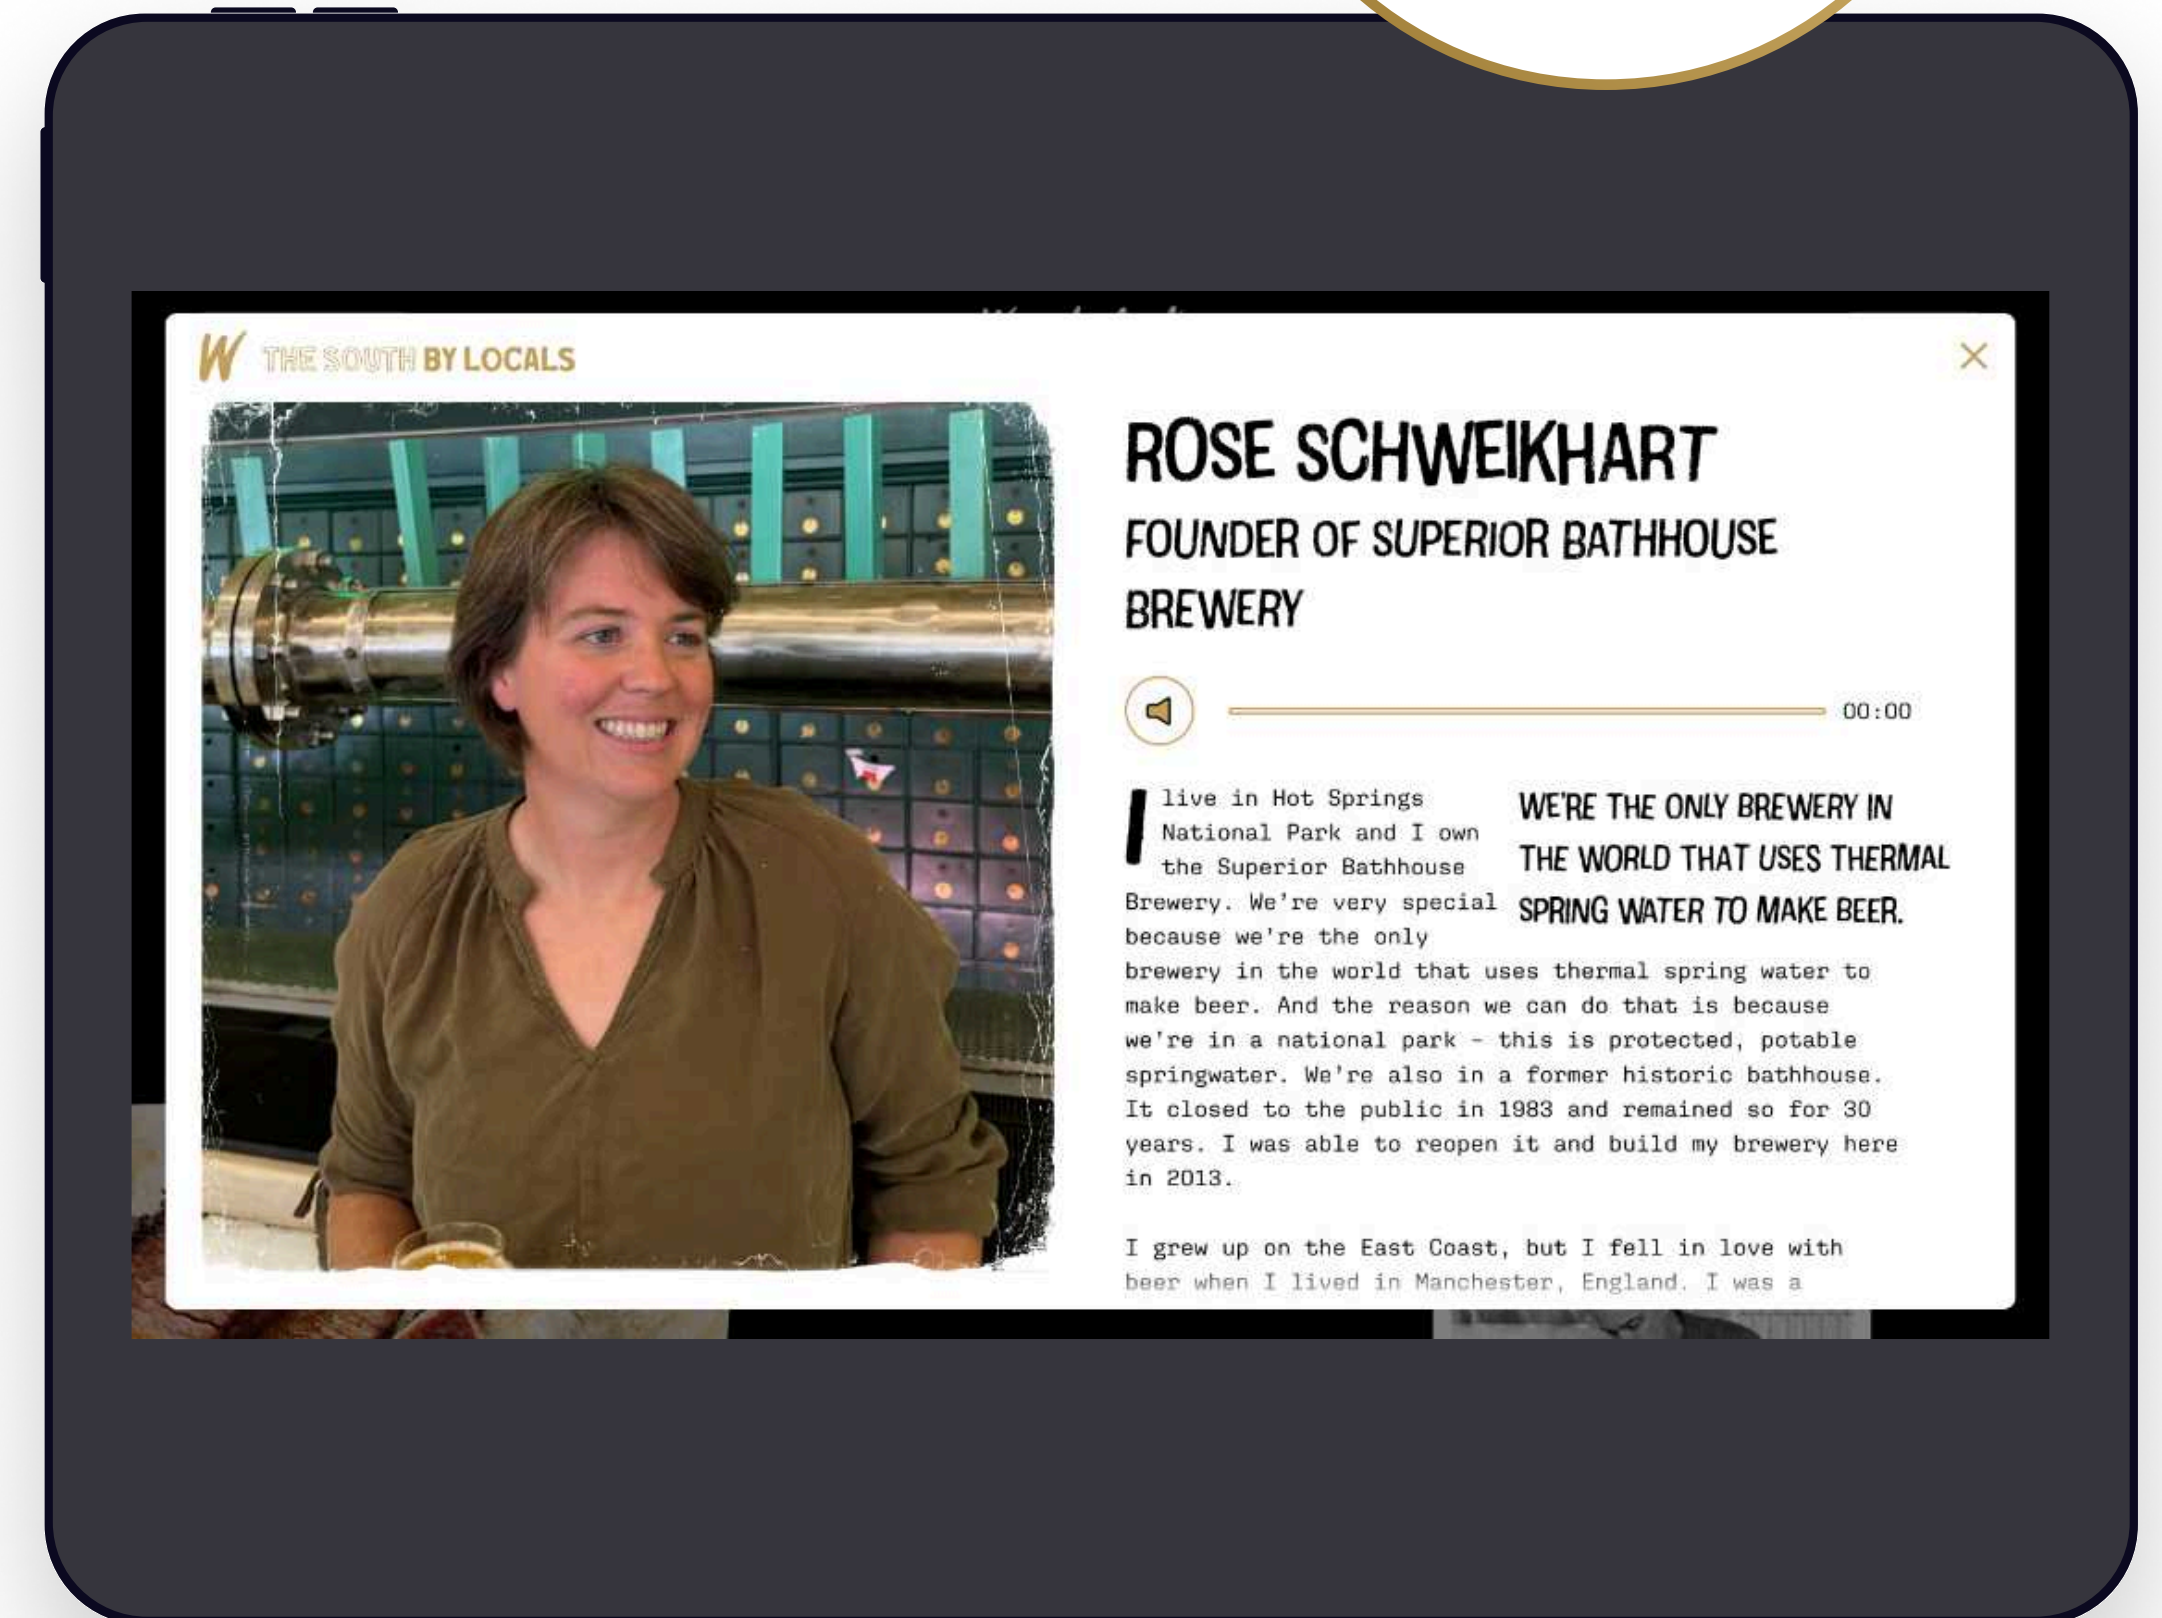 W THE SOUTH BY LOCALS
ROSE SCHWEIKHART
FOUNDER OF SUPERIOR BATHHOUSE
BREWERY
00:00
I live in Hot Springs
National Park and I own
the Superior Bathhouse
Brewery. We're very special
because we're the only
brewery in the world that uses thermal spring water to
make beer. And the reason we can do that is because
we're in a national park – this is protected, potable
springwater. We're also in a former historic bathhouse.
It closed to the public in 1983 and remained so for 30
years. I was able to reopen it and build my brewery here
in 2013.
WE'RE THE ONLY BREWERY IN
THE WORLD THAT USES THERMAL
SPRING WATER TO MAKE BEER.
I grew up on the East Coast, but I fell in love with
beer when I lived in Manchester, England. I was a